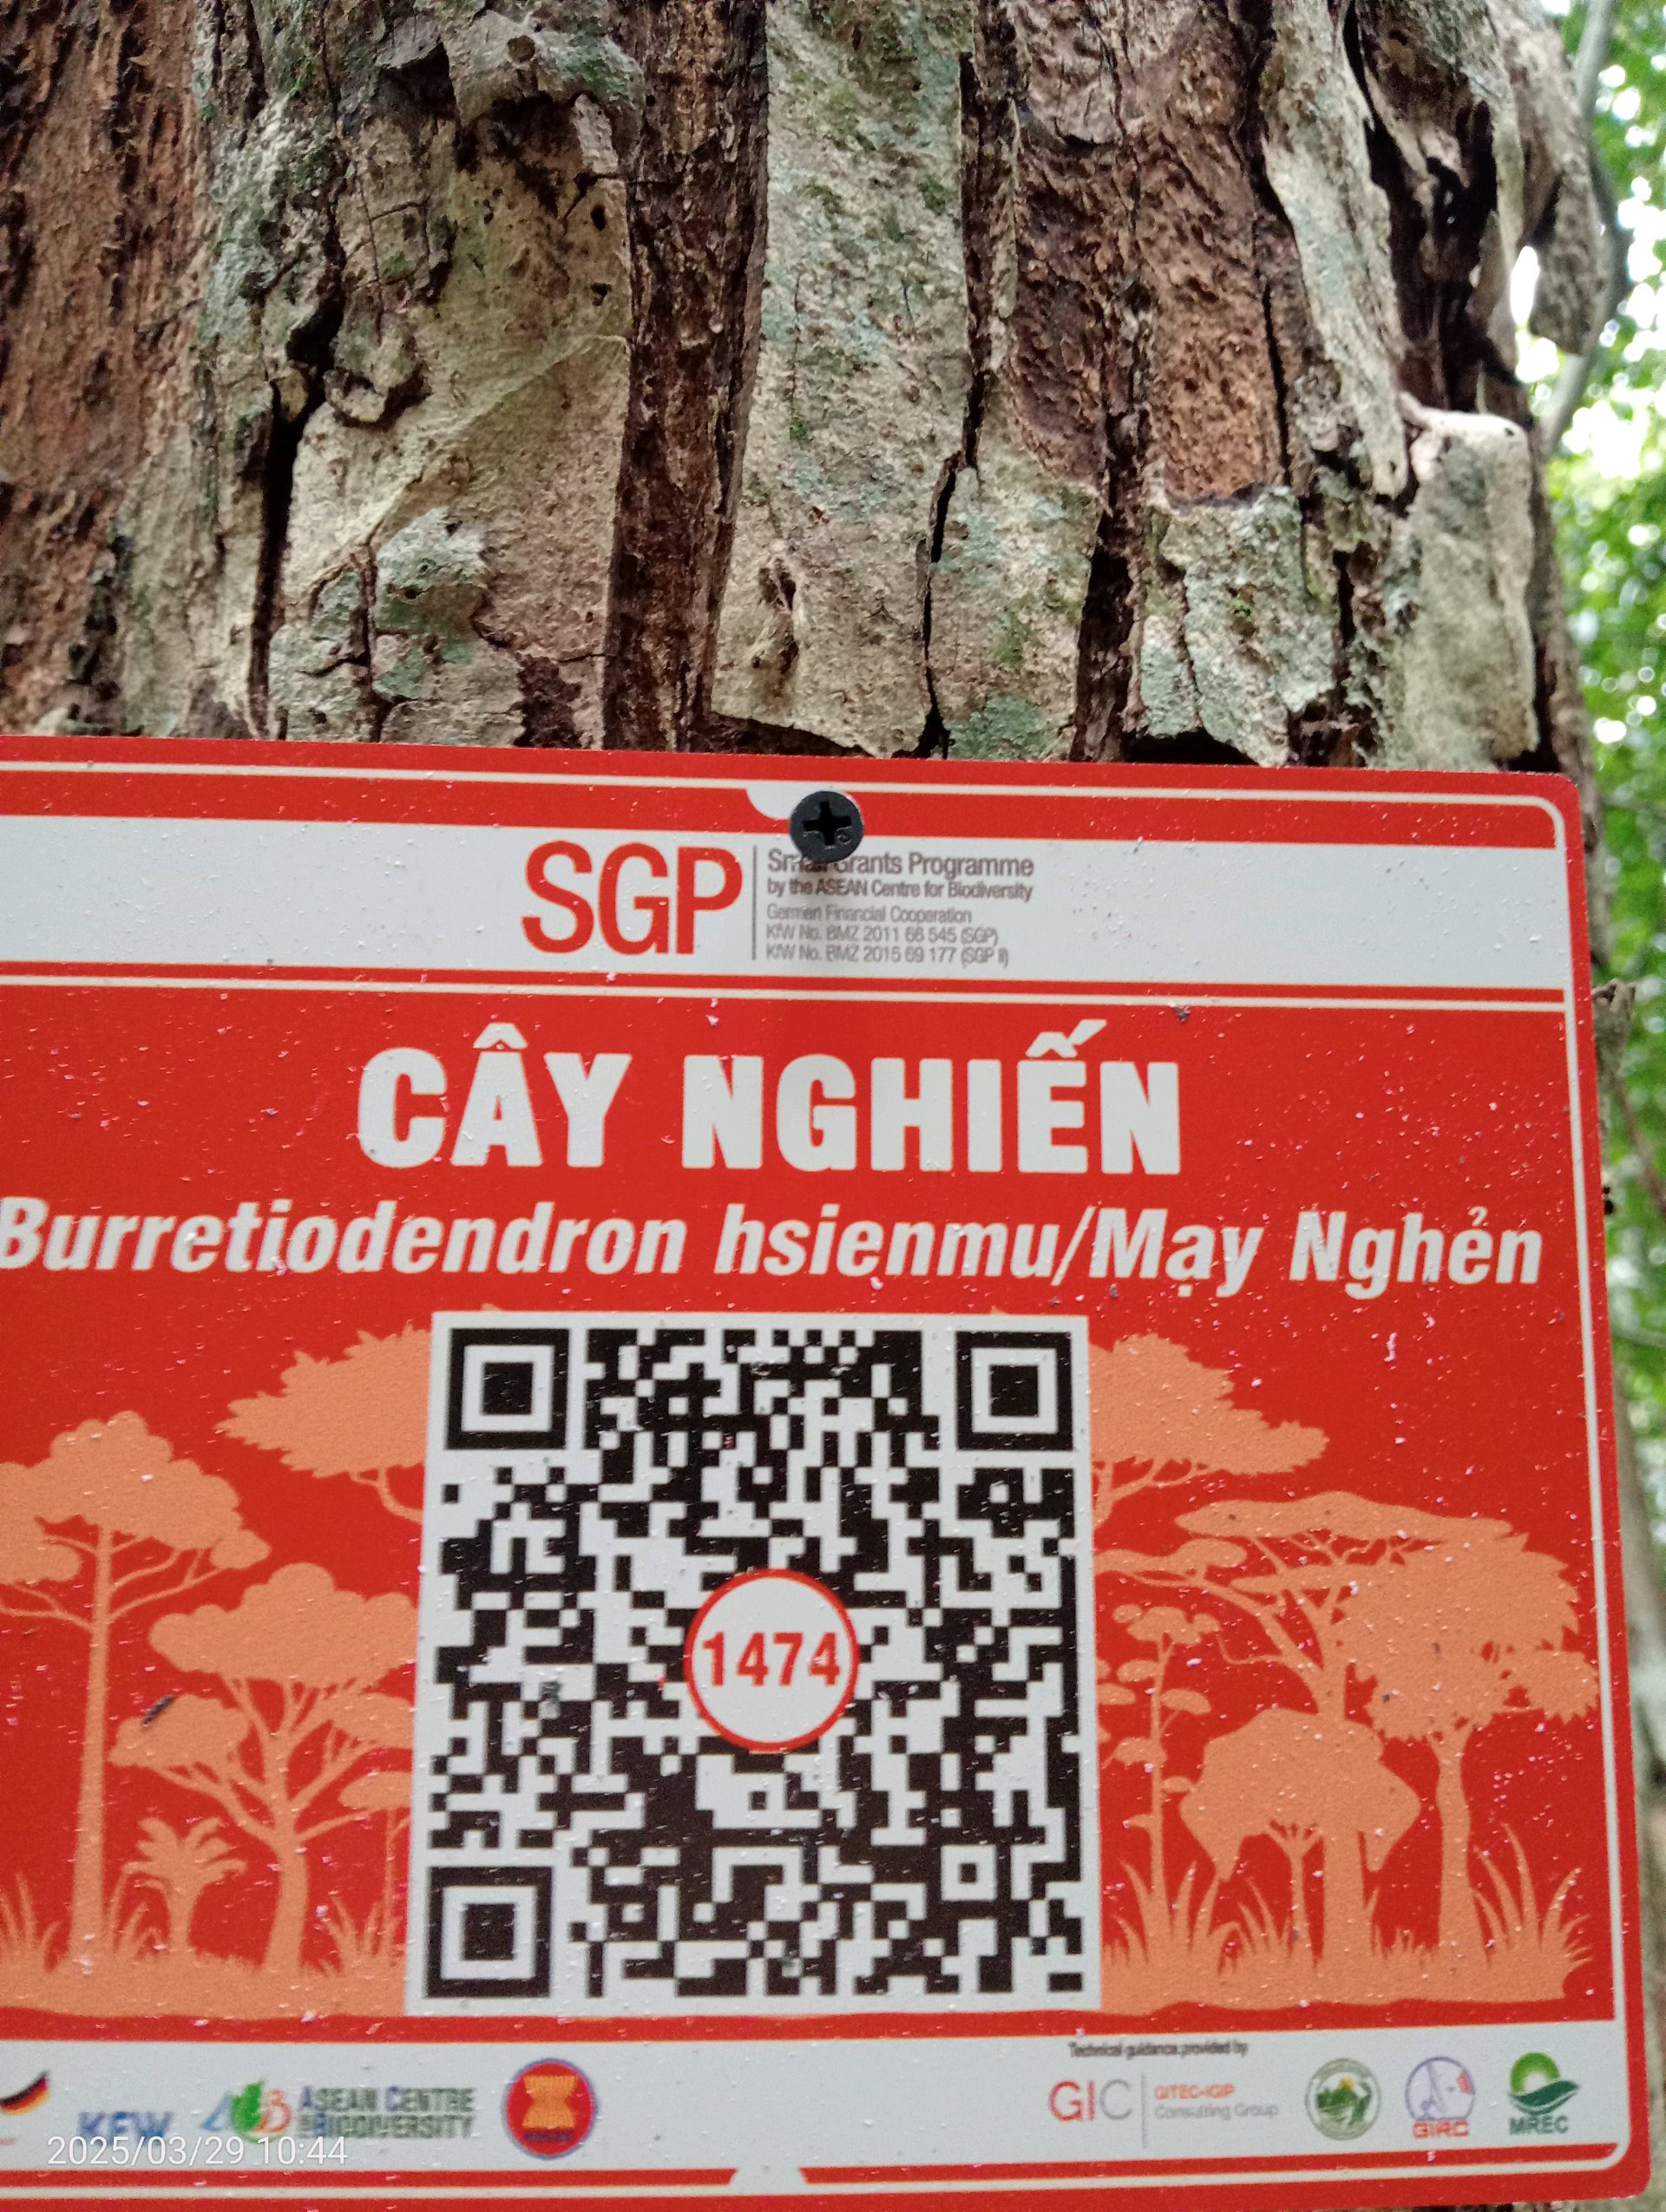 SGP
Small Grants Programme
by the ASEAN Centre for Biodiversity
German Financial Cooperation
KfW No. BMZ 2011 66 545 (SGP)
KfW No. BMZ 2015 69 177 (SGP II)
CÂY NGHIẾN
Burretiodendron hsienmu/Mạy Nghẻn
1474
Technical guidance provided by
KFW
ACB
ASEAN CENTRE
BIODIVERSITY
GIC
GITEC-IGIP
Consulting Group
GIRC
MREC
2025/03/29 10:44